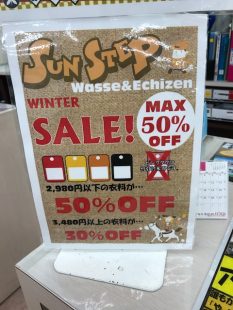 SUN STEP
Wasse&Echizen
WINTER
SALE!
MAX
50%
OFF
2,980円以下の衣料が…
50%OFF
3,480円以上の衣料が…
30%OFF